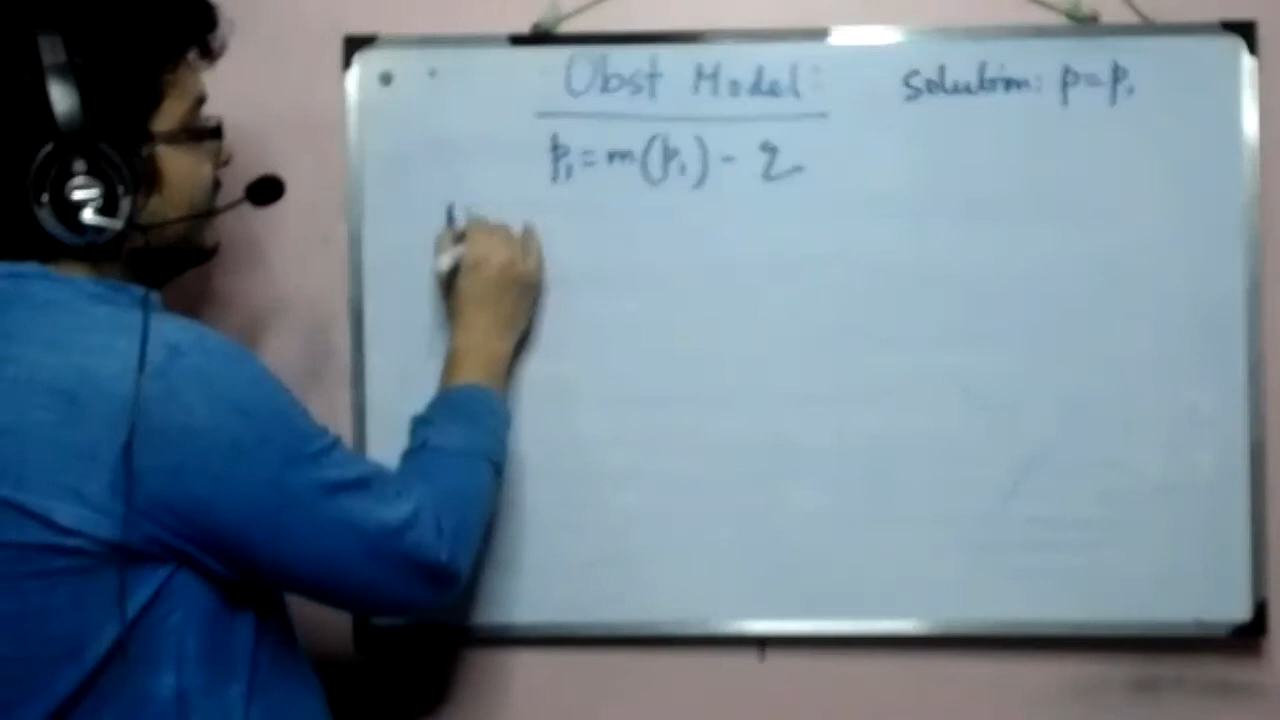 Obst Model:
Solution: p = p₁
p₁ = m(p₁) - 2